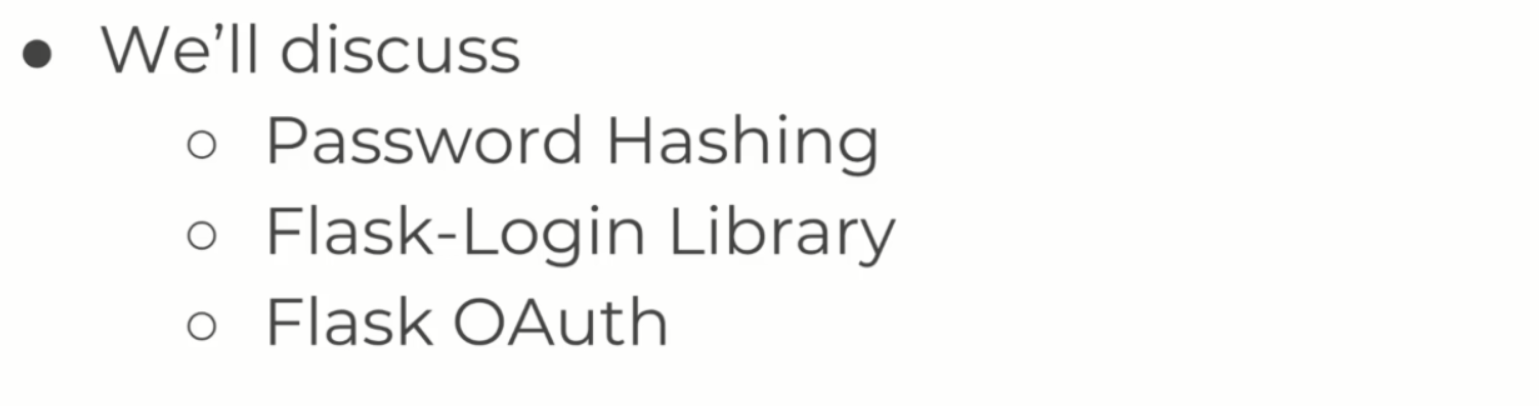 ● We’ll discuss
○ Password Hashing
○ Flask-Login Library
○ Flask OAuth